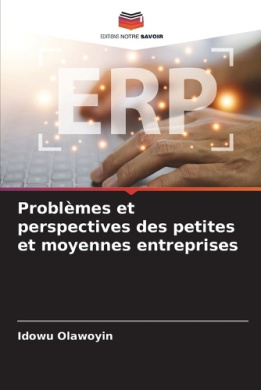 EDITIONS NOTRE SAVOIR
ERP
Problèmes et
perspectives des petites
et moyennes entreprises
Idowu Olawoyin